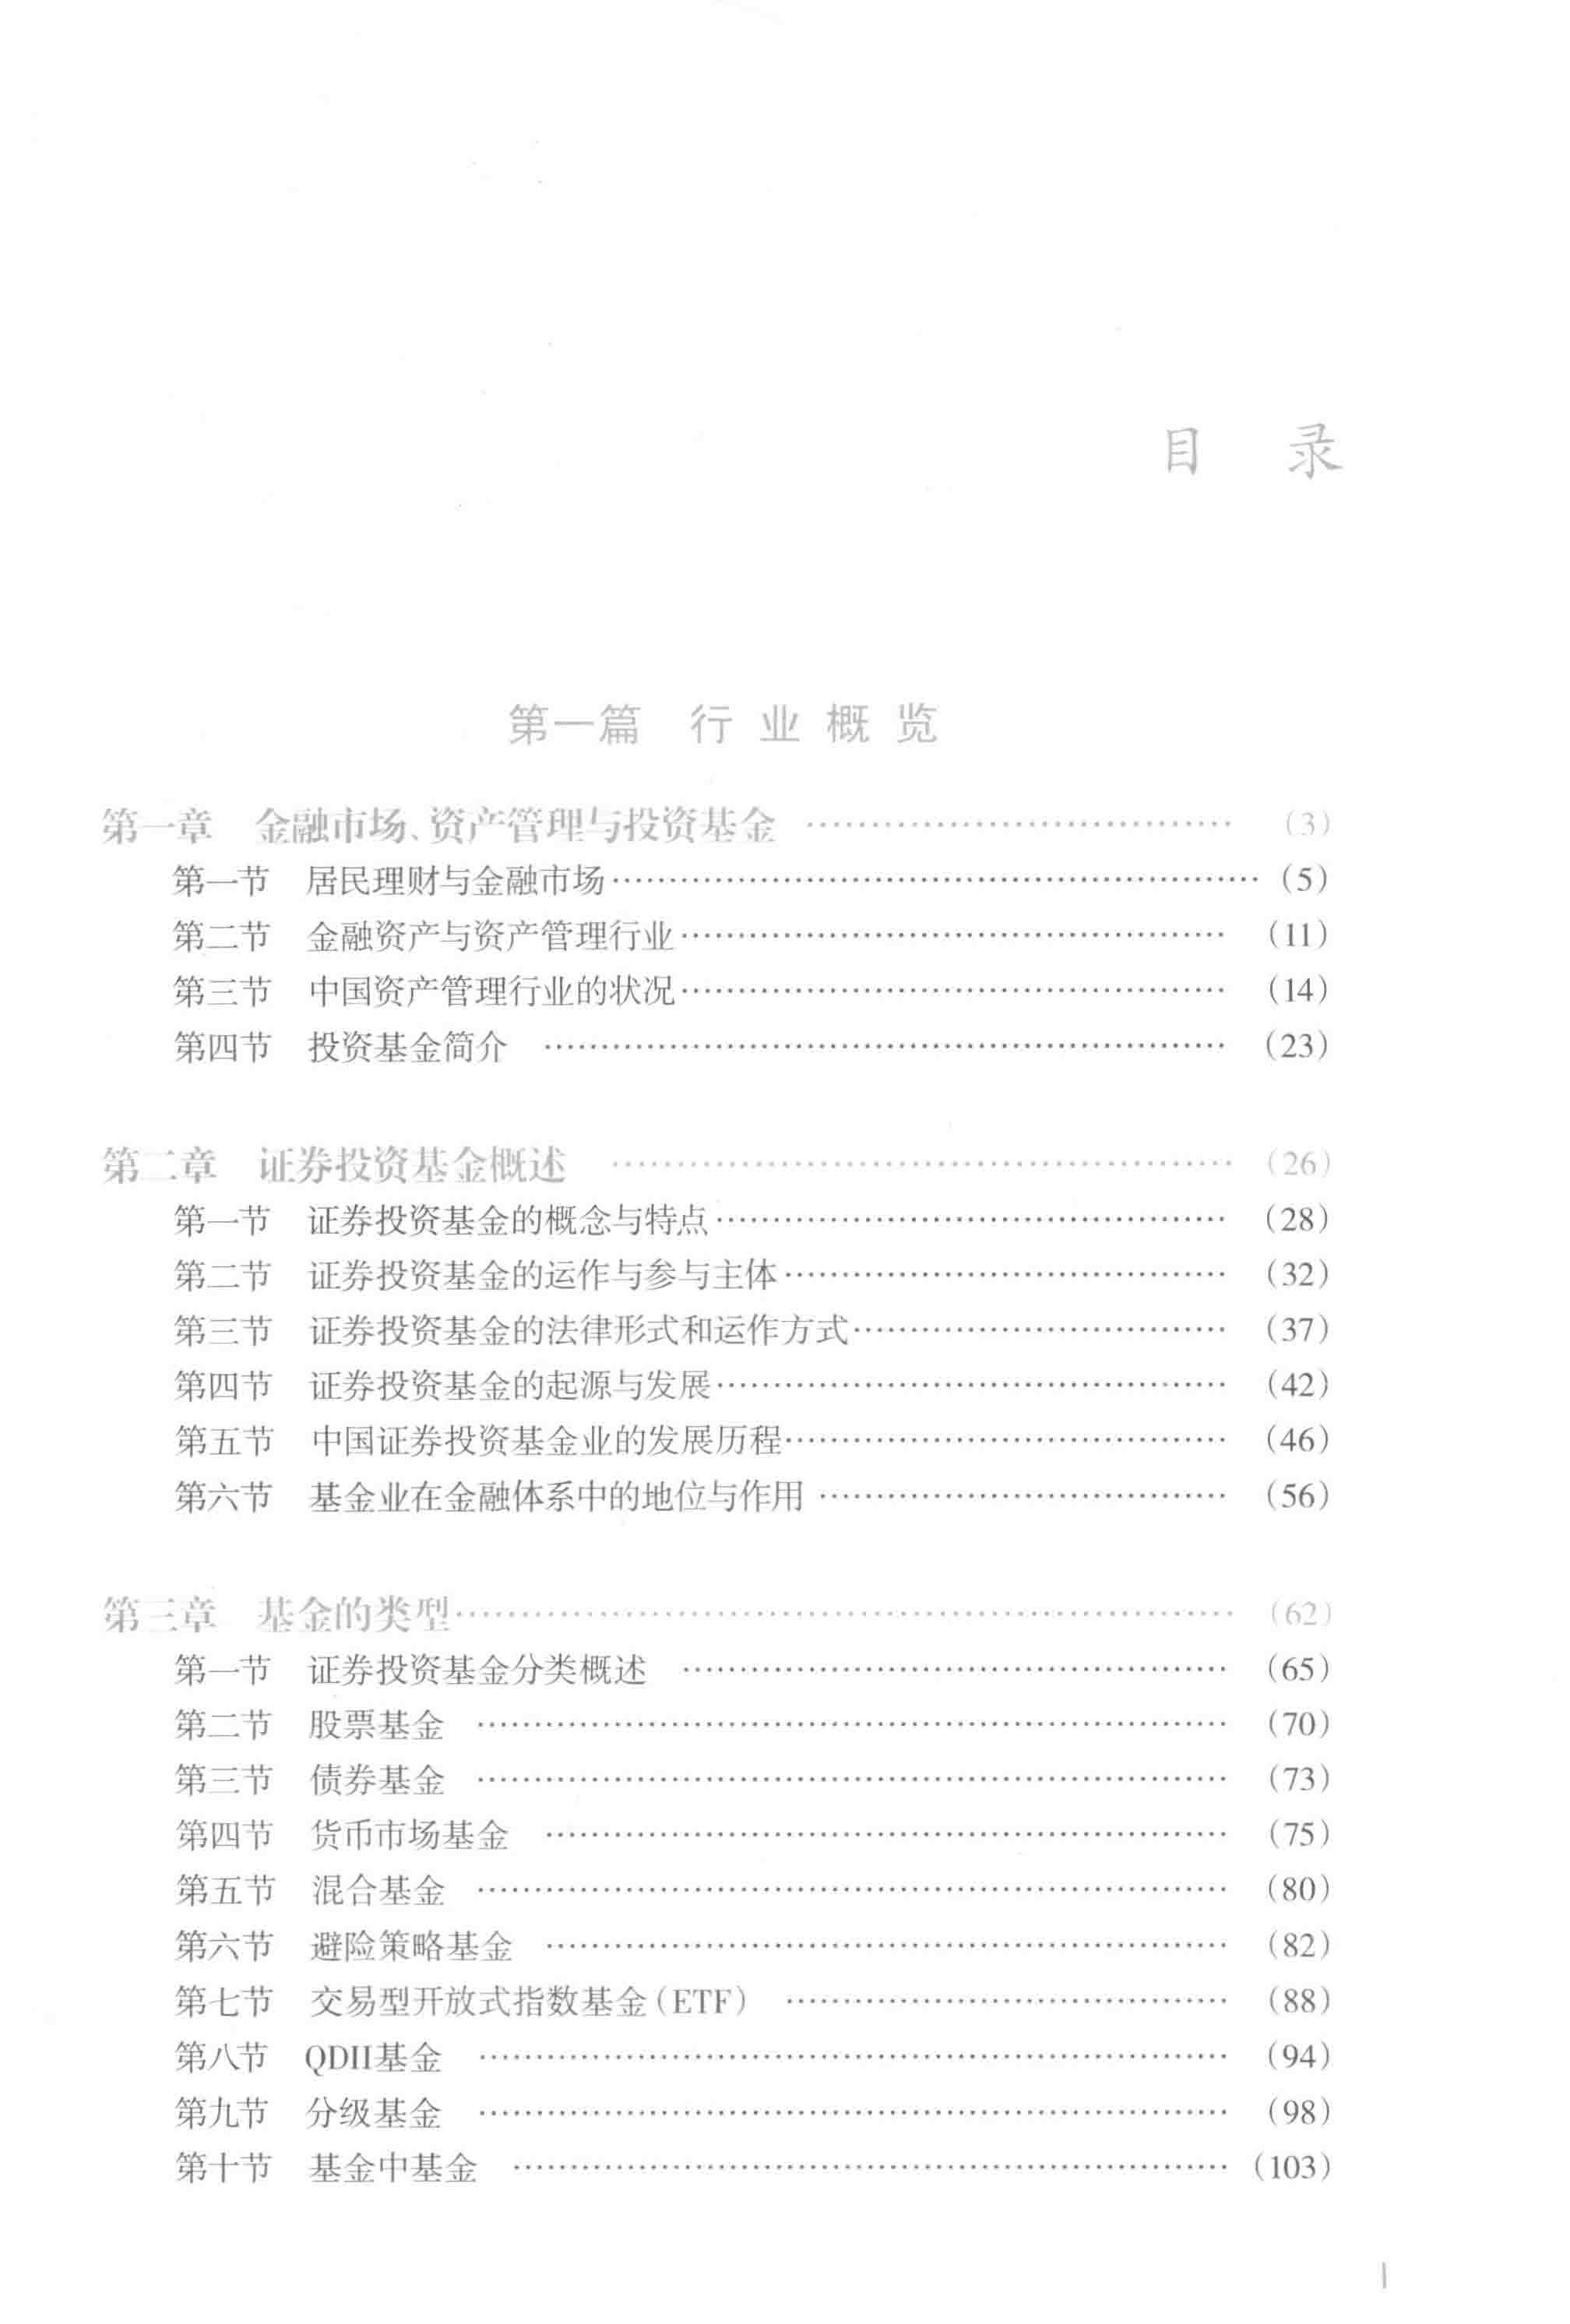 目 录
第一篇 行业概览
第一章 金融市场、资产管理与投资基金 …………………………… (3)
第一节 居民理财与金融市场…………………………… (5)
第二节 金融资产与资产管理行业…………………………… (11)
第三节 中国资产管理行业的状况…………………………… (14)
第四节 投资基金简介 …………………………… (23)
第二章 证券投资基金概述 …………………………… (26)
第一节 证券投资基金的概念与特点…………………………… (28)
第二节 证券投资基金的运作与参与主体…………………………… (32)
第三节 证券投资基金的法律形式和运作方式…………………………… (37)
第四节 证券投资基金的起源与发展…………………………… (42)
第五节 中国证券投资基金业的发展历程…………………………… (46)
第六节 基金业在金融体系中的地位与作用 …………………………… (56)
第三章 基金的类型…………………………… (62)
第一节 证券投资基金分类概述 …………………………… (65)
第二节 股票基金 …………………………… (70)
第三节 债券基金 …………………………… (73)
第四节 货币市场基金 …………………………… (75)
第五节 混合基金 …………………………… (80)
第六节 避险策略基金 …………………………… (82)
第七节 交易型开放式指数基金(ETF) …………………………… (88)
第八节 QDII基金 …………………………… (94)
第九节 分级基金 …………………………… (98)
第十节 基金中基金 …………………………… (103)
1